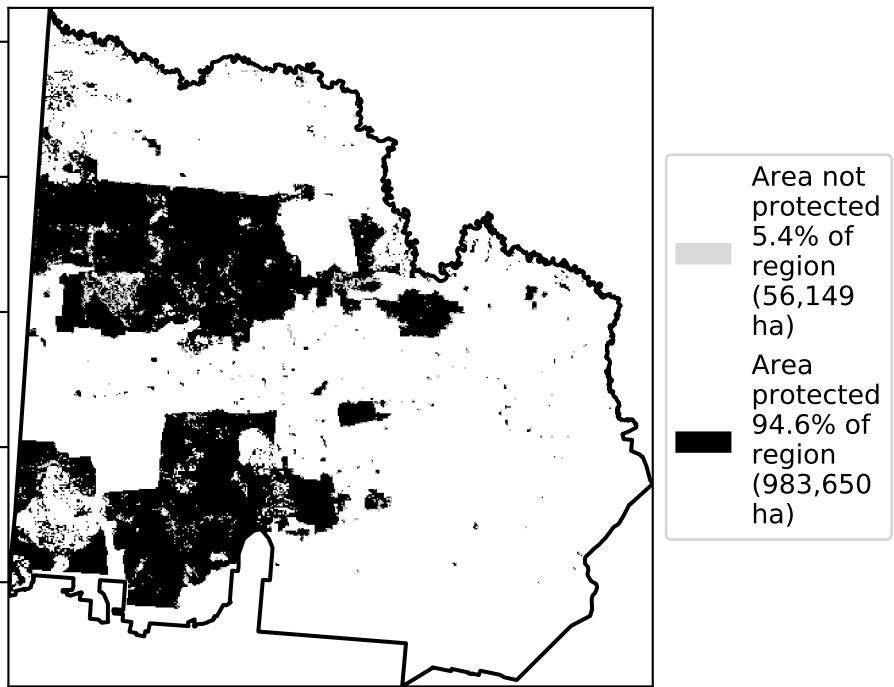 Area not
protected
5.4% of
region
(56,149
ha)
Area
protected
94.6% of
region
(983,650
ha)